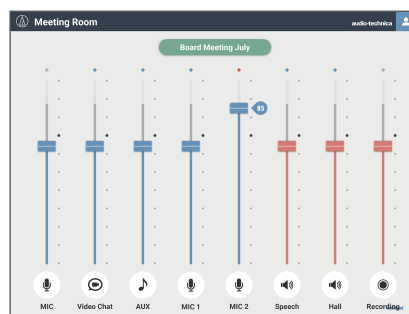 Meeting Room
audio-technica
Board Meeting July
85
MIC
Video Chat
AUX
MIC 1
MIC 2
Speech
Hall
Recording